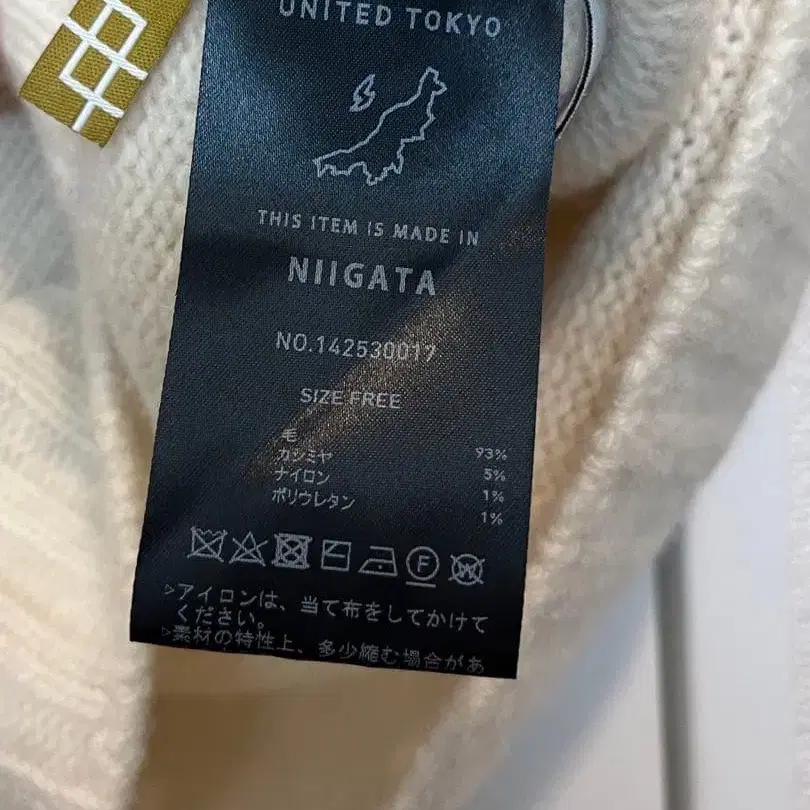 UNITED TOKYO
THIS ITEM IS MADE IN
NIIGATA
NO.142530017
SIZE FREE
毛 93%
カシミヤ 5%
ナイロン 1%
ポリウレタン 1%
F
W
▷アイロンは、当て布をしてかけて
ください。
▷素材の特性上、多少縮む場合があ